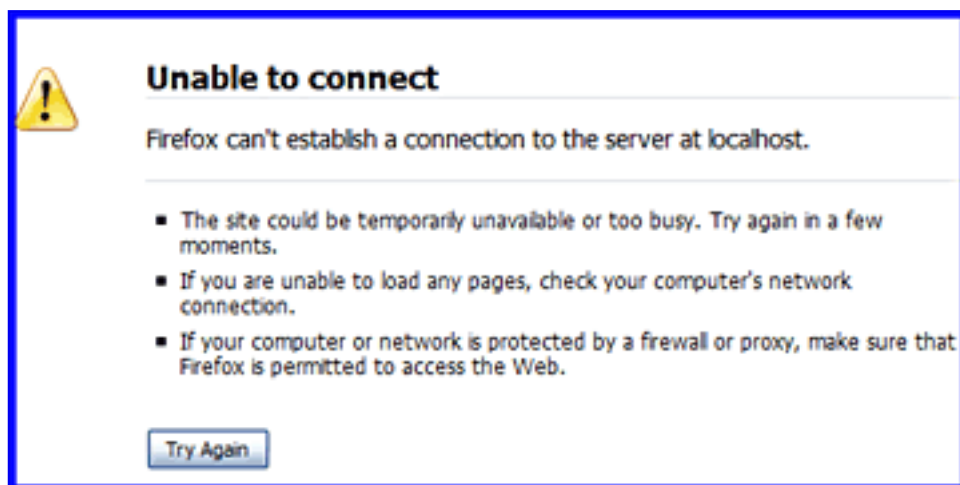 Unable to connect
Firefox can't establish a connection to the server at localhost.
▪ The site could be temporarily unavailable or too busy. Try again in a few
moments.
▪ If you are unable to load any pages, check your computer's network
connection.
▪ If your computer or network is protected by a firewall or proxy, make sure that
Firefox is permitted to access the Web.
Try Again